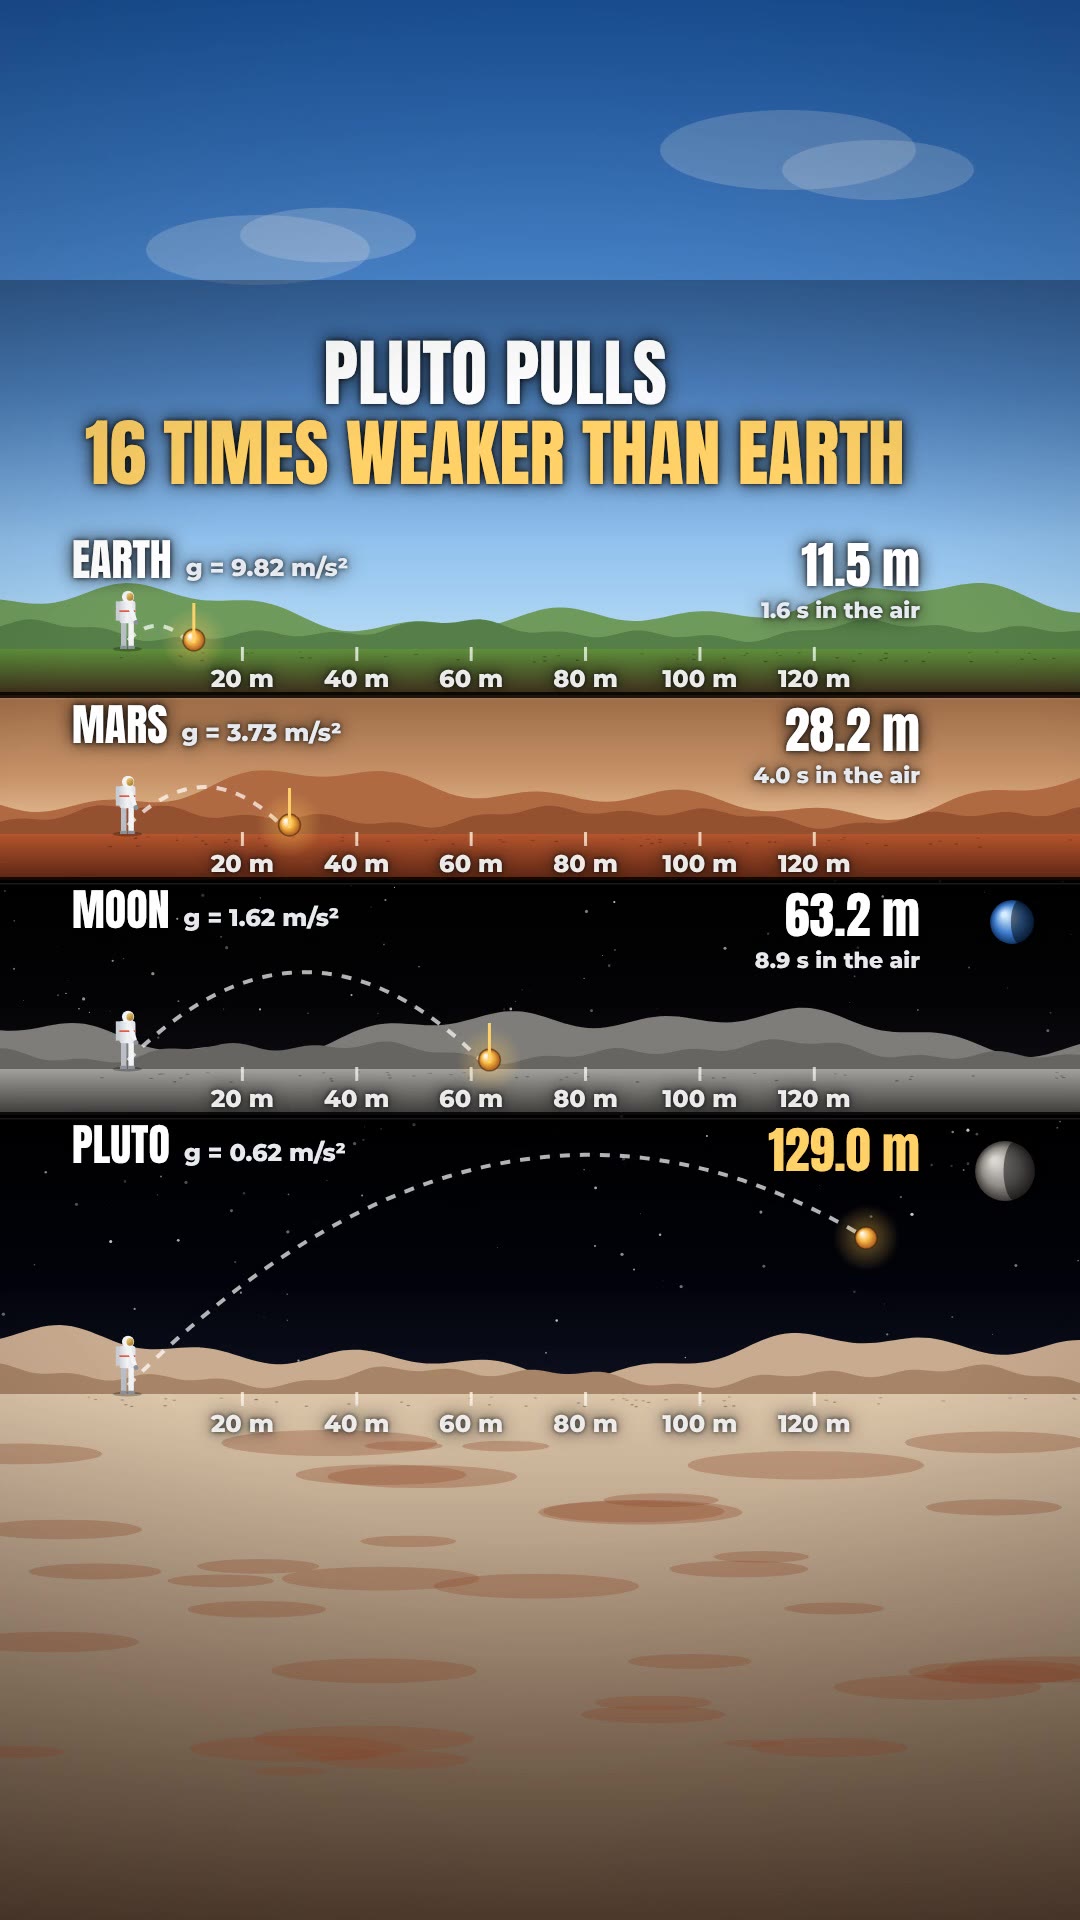 PLUTO PULLS
16 TIMES WEAKER THAN EARTH
EARTH g = 9.82 m/s²
11.5 m
1.6 s in the air
20 m 40 m 60 m 80 m 100 m 120 m
MARS g = 3.73 m/s²
28.2 m
4.0 s in the air
20 m 40 m 60 m 80 m 100 m 120 m
MOON g = 1.62 m/s²
63.2 m
8.9 s in the air
20 m 40 m 60 m 80 m 100 m 120 m
PLUTO g = 0.62 m/s²
129.0 m
20 m 40 m 60 m 80 m 100 m 120 m